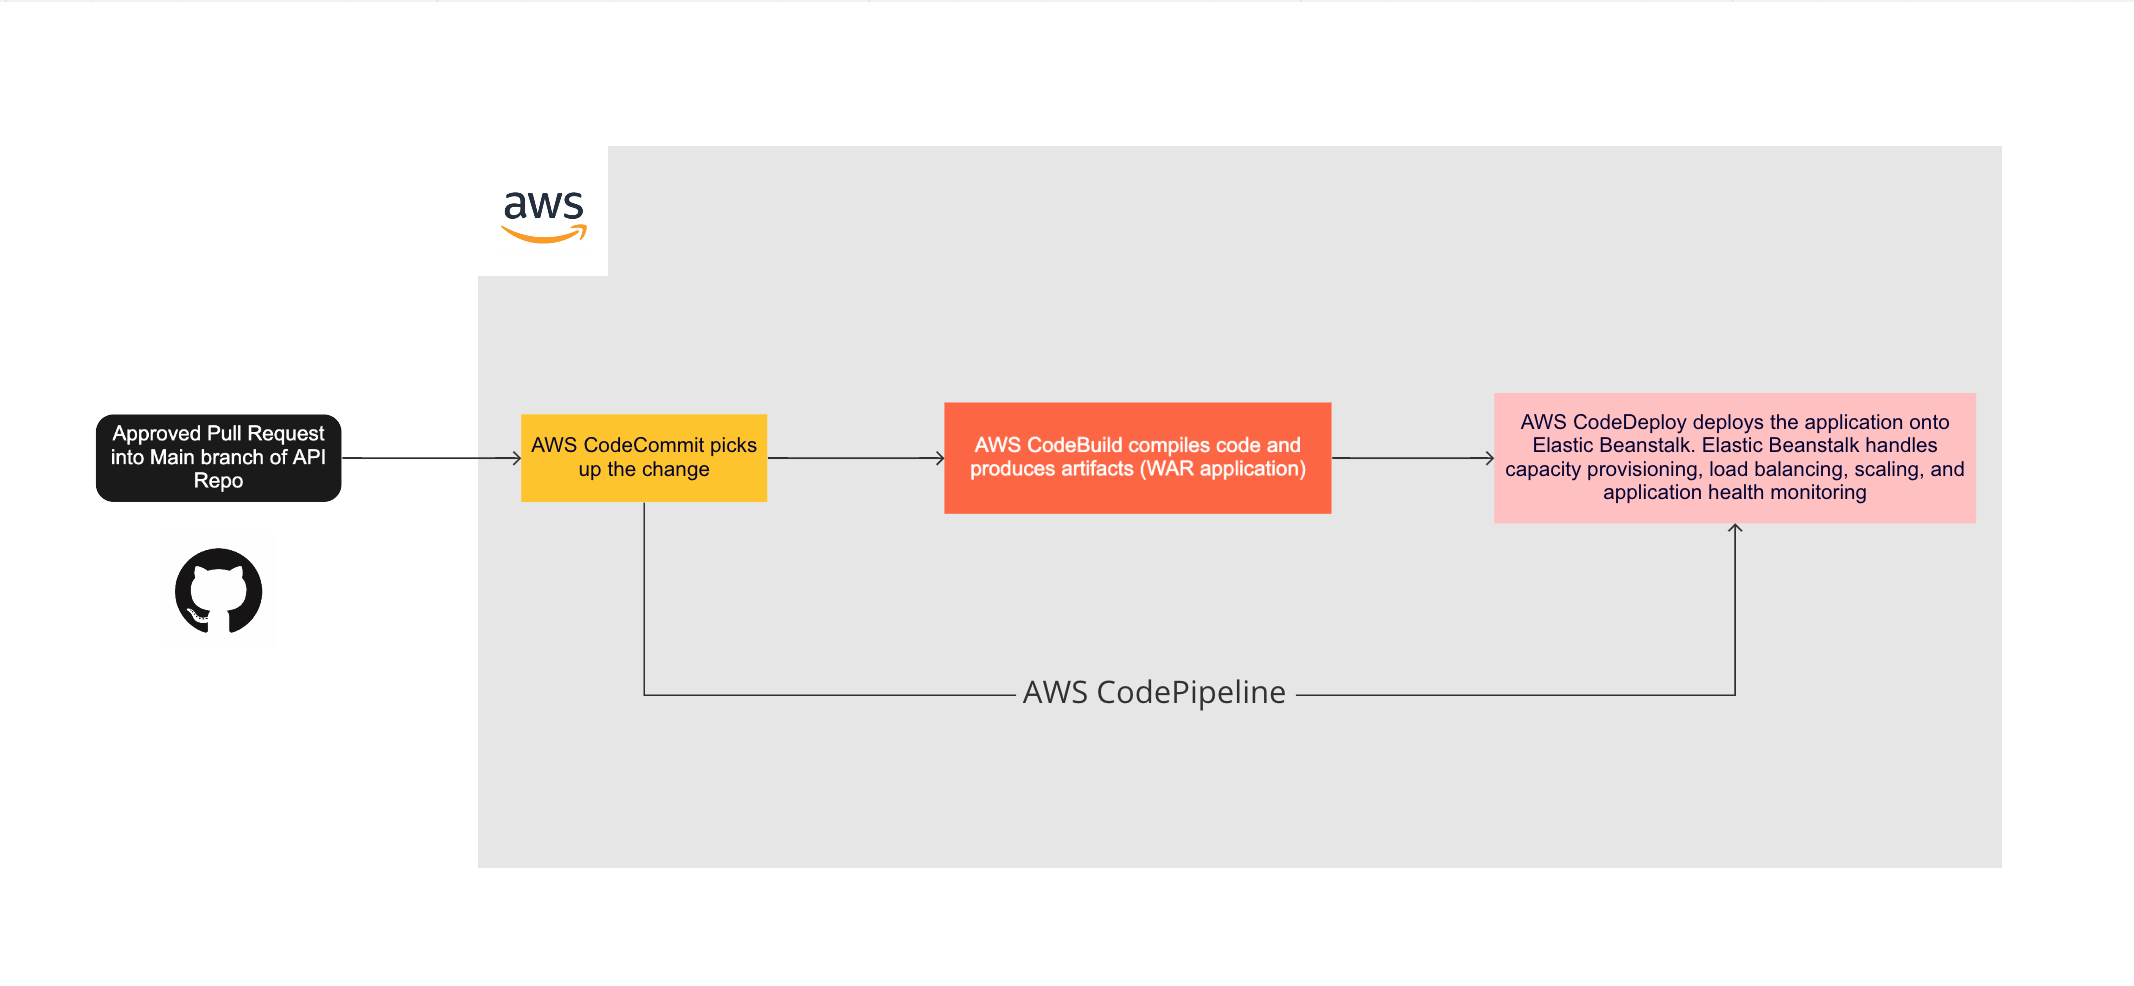 aws
Approved Pull Request
into Main branch of API
Repo
AWS CodeCommit picks
up the change
AWS CodeBuild compiles code and
produces artifacts (WAR application)
AWS CodeDeploy deploys the application onto
Elastic Beanstalk. Elastic Beanstalk handles
capacity provisioning, load balancing, scaling, and
application health monitoring
AWS CodePipeline